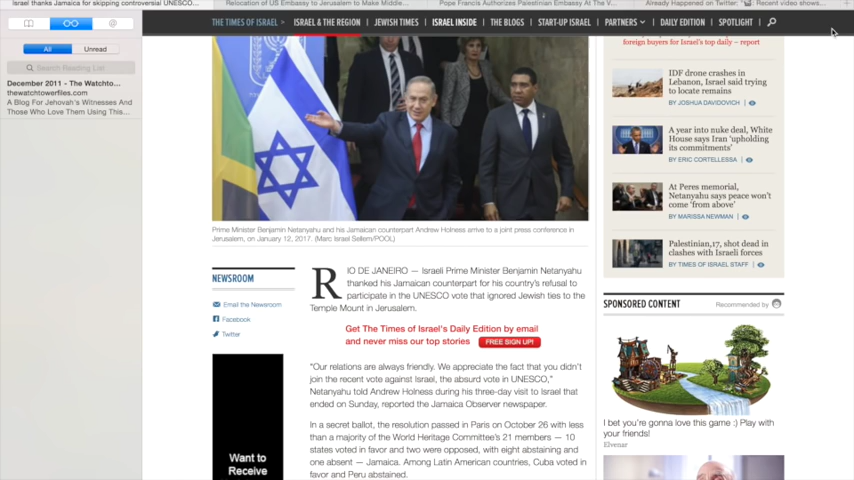 Israel thanks Jamaica for skipping controversial UNESCO...
Relocation of US Embassy to Jerusalem to Make Middle...
Pope Francis Authorizes Palestinian Embassy At The V...
Already Happened on Twitter: "
Recent video shows...
THE TIMES OF ISRAEL >
ISRAEL & THE REGION
JEWISH TIMES
ISRAEL INSIDE
THE BLOGS
START-UP ISRAEL
PARTNERS
DAILY EDITION
SPOTLIGHT
All
Unread
Search Reading List
December 2011 - The Watchto...
thewatchtowerfiles.com
A Blog For Jehovah's Witnesses And
Those Who Love Them Using This...
Prime Minister Benjamin Netanyahu and his Jamaican counterpart Andrew Holness arrive to a joint press conference in
Jerusalem, on January 12, 2017. (Marc Israel Sellem/POOL)
NEWSROOM
Email the Newsroom
Facebook
Twitter
Want to
Receive
RIO DE JANEIRO — Israeli Prime Minister Benjamin Netanyahu
thanked his Jamaican counterpart for his country's refusal to
participate in the UNESCO vote that ignored Jewish ties to the
Temple Mount in Jerusalem.
Get The Times of Israel's Daily Edition by email
and never miss our top stories
FREE SIGN UP!
"Our relations are always friendly. We appreciate the fact that you didn't
join the recent vote against Israel, the absurd vote in UNESCO,"
Netanyahu told Andrew Holness during his three-day visit to Israel that
ended on Sunday, reported the Jamaica Observer newspaper.
In a secret ballot, the resolution passed in Paris on October 26 with less
than a majority of the World Heritage Committee's 21 members — 10
states voted in favor and two were opposed, with eight abstaining and
one absent — Jamaica. Among Latin American countries, Cuba voted in
favor and Peru abstained.
foreign buyers for Israel's top daily – report
IDF drone crashes in
Lebanon, Israel said trying
to locate remains
BY JOSHUA DAVIDOVICH |
A year into nuke deal, White
House says Iran 'upholding
its commitments'
BY ERIC CORTELLESSA |
At Peres memorial,
Netanyahu says peace won't
come 'from above'
BY MARISSA NEWMAN |
Palestinian,17, shot dead in
clashes with Israeli forces
BY TIMES OF ISRAEL STAFF |
SPONSORED CONTENT
Recommended by
I bet you're gonna love this game :) Play with
your friends!
Elvenar